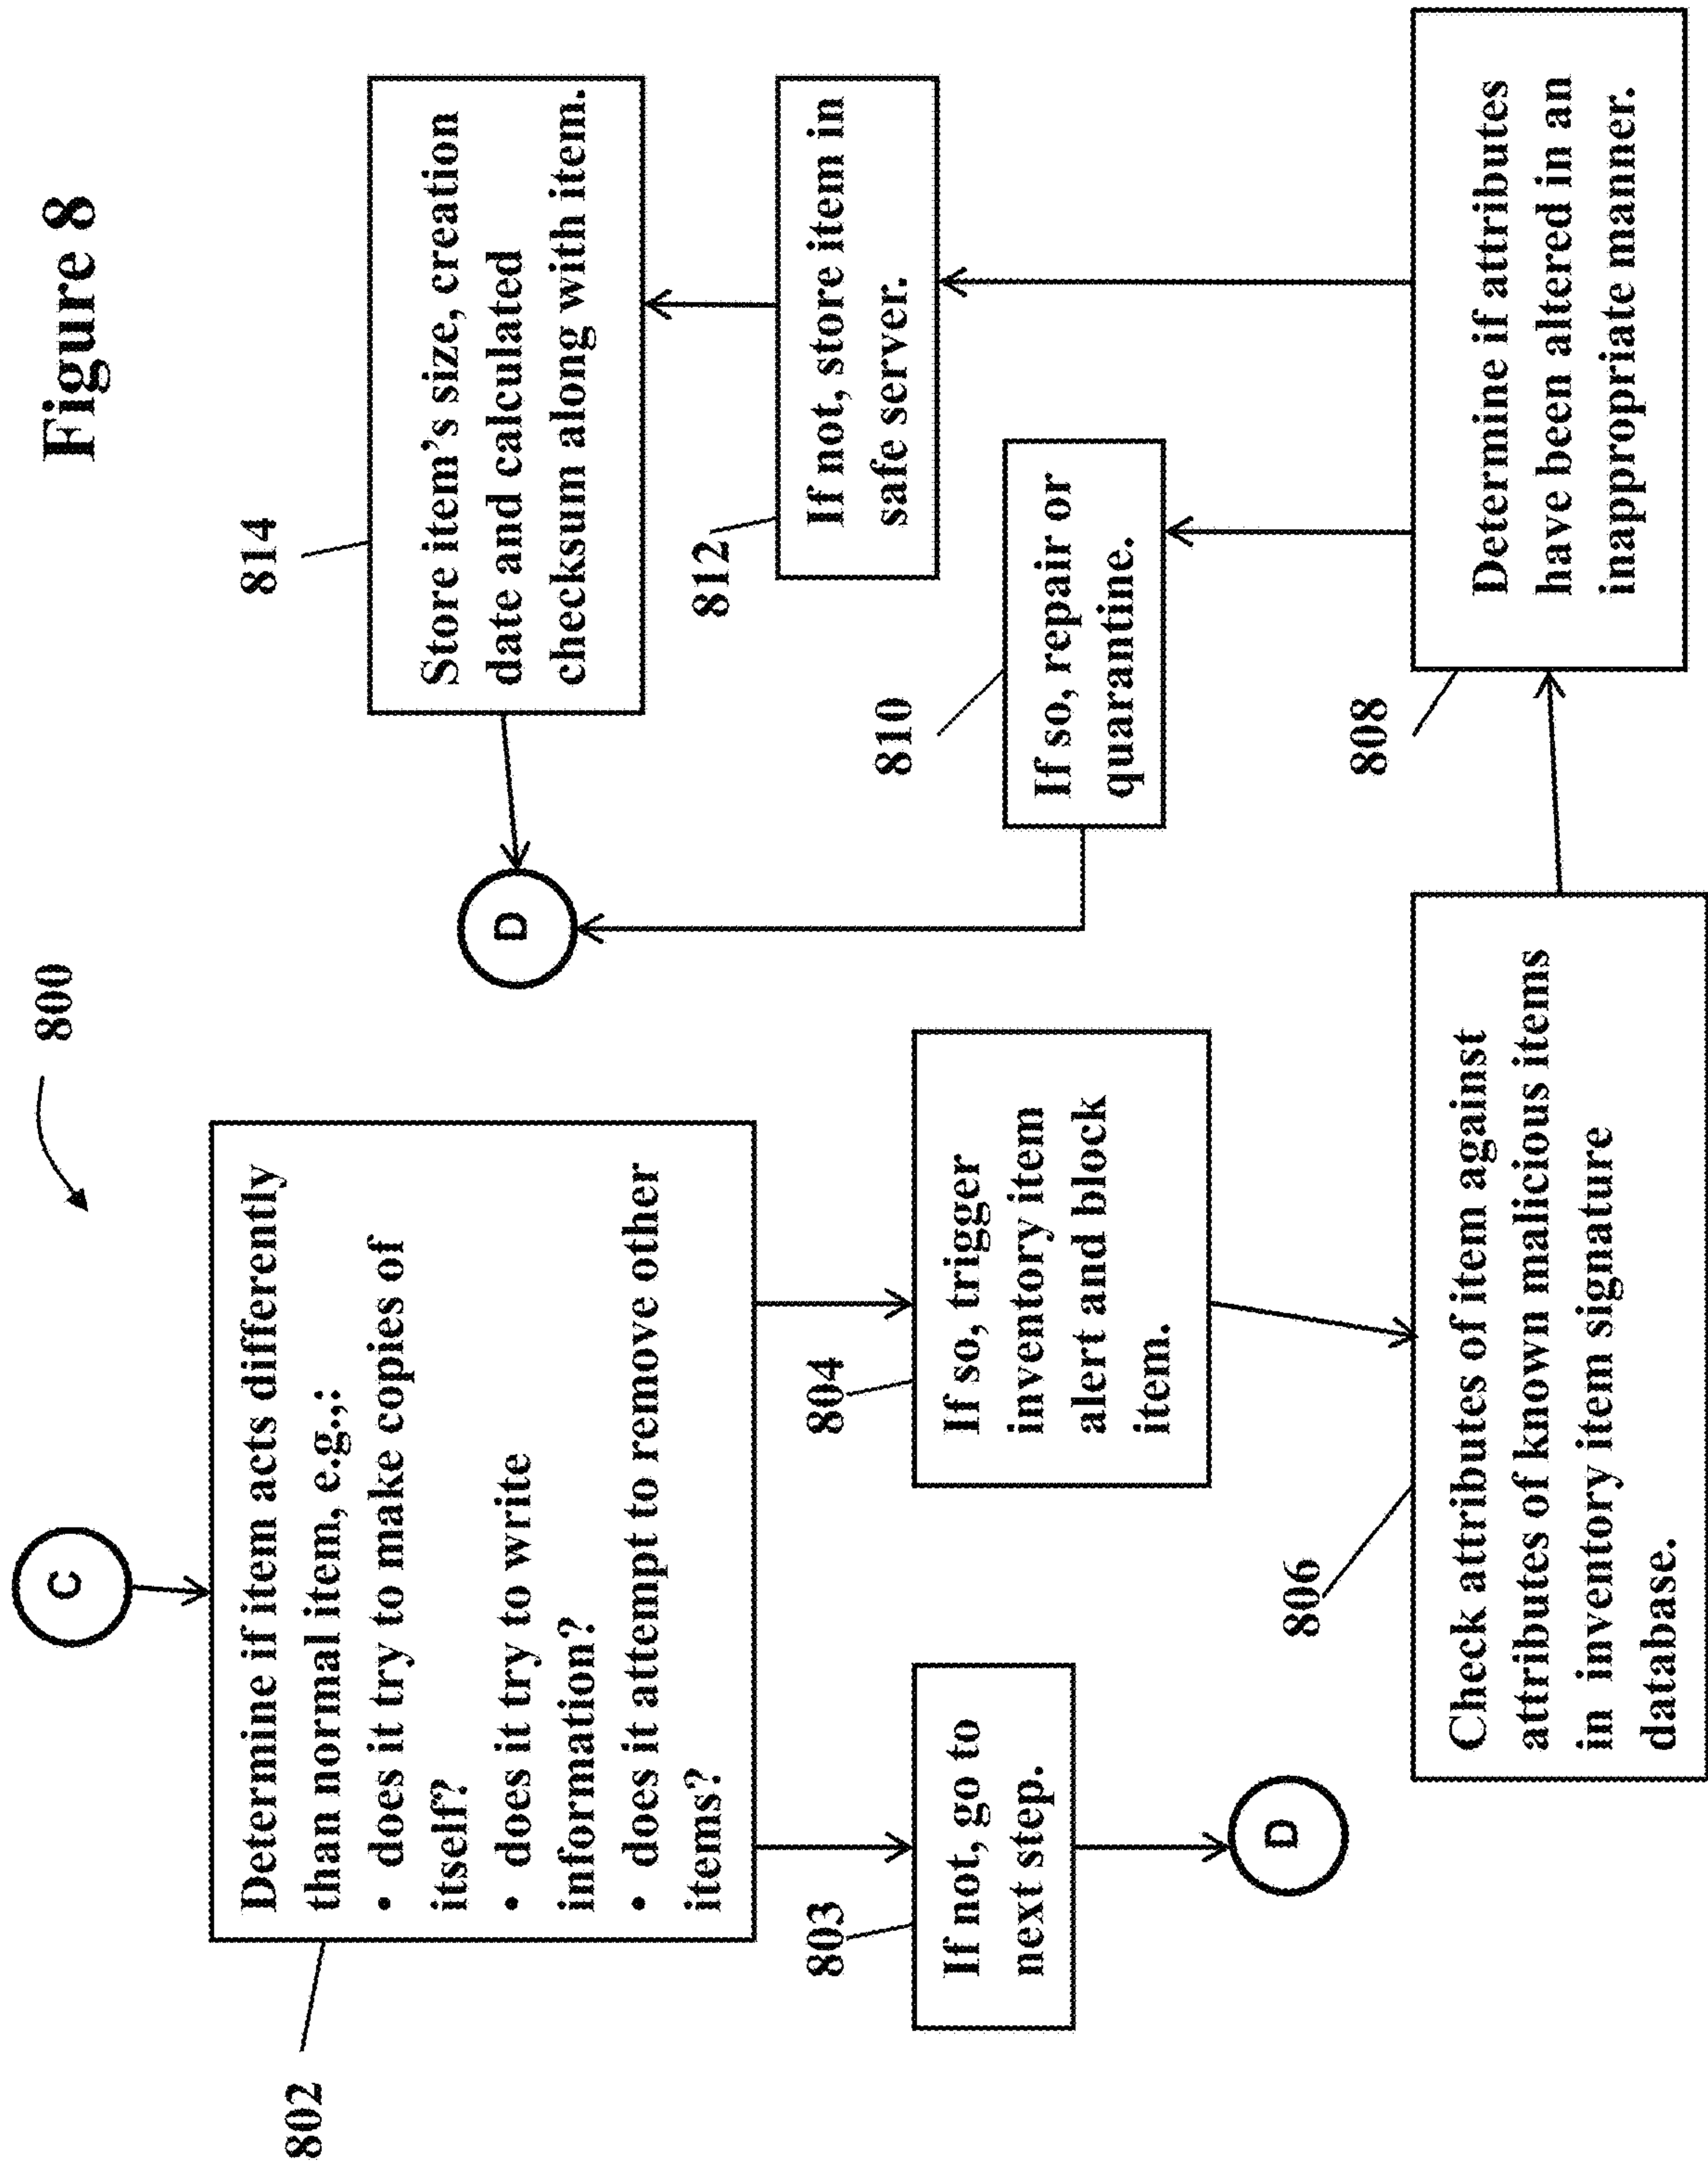 Figure 8
800
C
802
Determine if item acts differently
than normal item, e.g.,:
• does it try to make copies of
itself?
• does it try to write
information?
• does it attempt to remove other
items?
803
If not, go to
next step.
D
804
If so, trigger
inventory item
alert and block
item.
806
Check attributes of item against
attributes of known malicious items
in inventory item signature
database.
808
Determine if attributes
have been altered in an
inappropriate manner.
810
If so, repair or
quarantine.
812
If not, store item in
safe server.
814
Store item’s size, creation
date and calculated
checksum along with item.
D